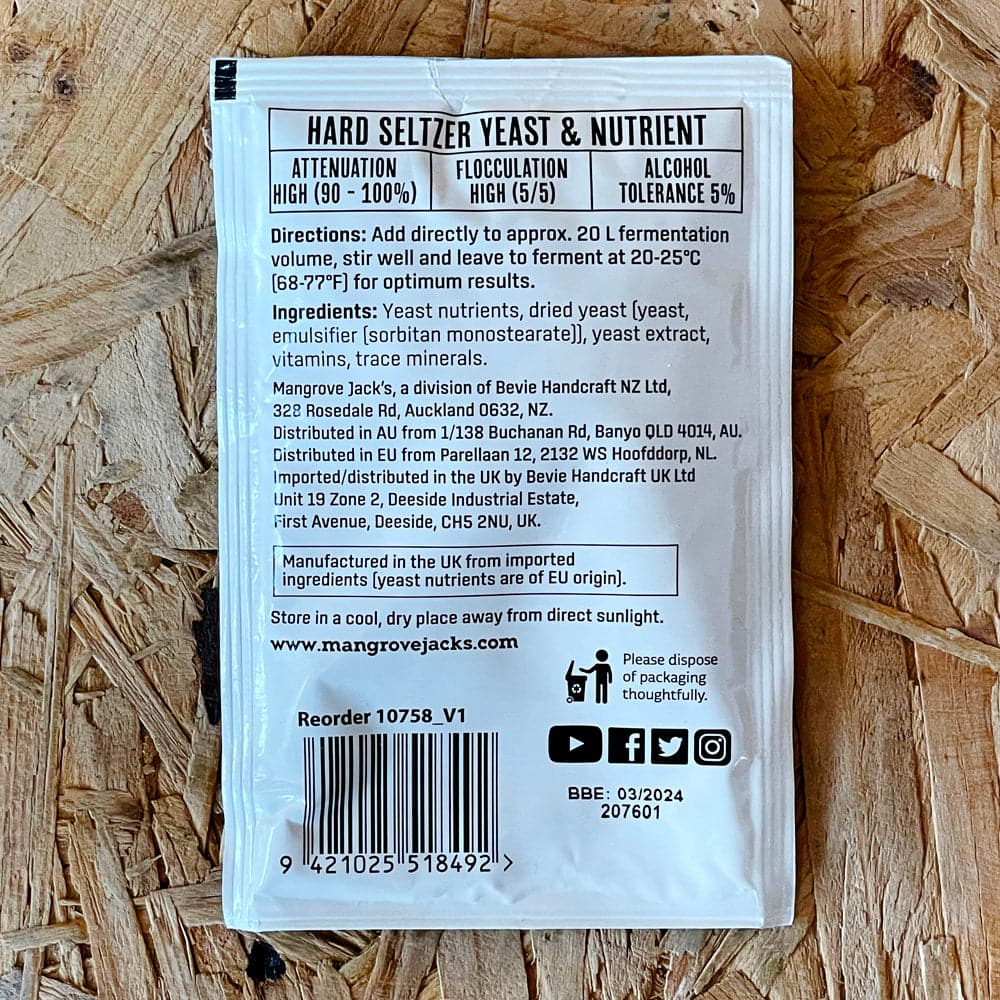 HARD SELTZER YEAST & NUTRIENT
ATTENUATION
HIGH (90 - 100%)
FLOCCULATION
HIGH (5/5)
ALCOHOL
TOLERANCE 5%
Directions: Add directly to approx. 20 L fermentation
volume, stir well and leave to ferment at 20-25°C
(68-77°F) for optimum results.
Ingredients: Yeast nutrients, dried yeast (yeast,
emulsifier (sorbitan monostearate)), yeast extract,
vitamins, trace minerals.
Mangrove Jack's, a division of Bevie Handcraft NZ Ltd,
328 Rosedale Rd, Auckland 0632, NZ.
Distributed in AU from 1/138 Buchanan Rd, Banyo QLD 4014, AU.
Distributed in EU from Parellaan 12, 2132 WS Hoofddorp, NL.
Imported/distributed in the UK by Bevie Handcraft UK Ltd
Unit 19 Zone 2, Deeside Industrial Estate,
First Avenue, Deeside, CH5 2NU, UK.
Manufactured in the UK from imported
ingredients (yeast nutrients are of EU origin).
Store in a cool, dry place away from direct sunlight.
www.mangrovejacks.com
Please dispose
of packaging
thoughtfully.
Reorder 10758_V1
BBE: 03/2024
207601
9 421025 518492 >